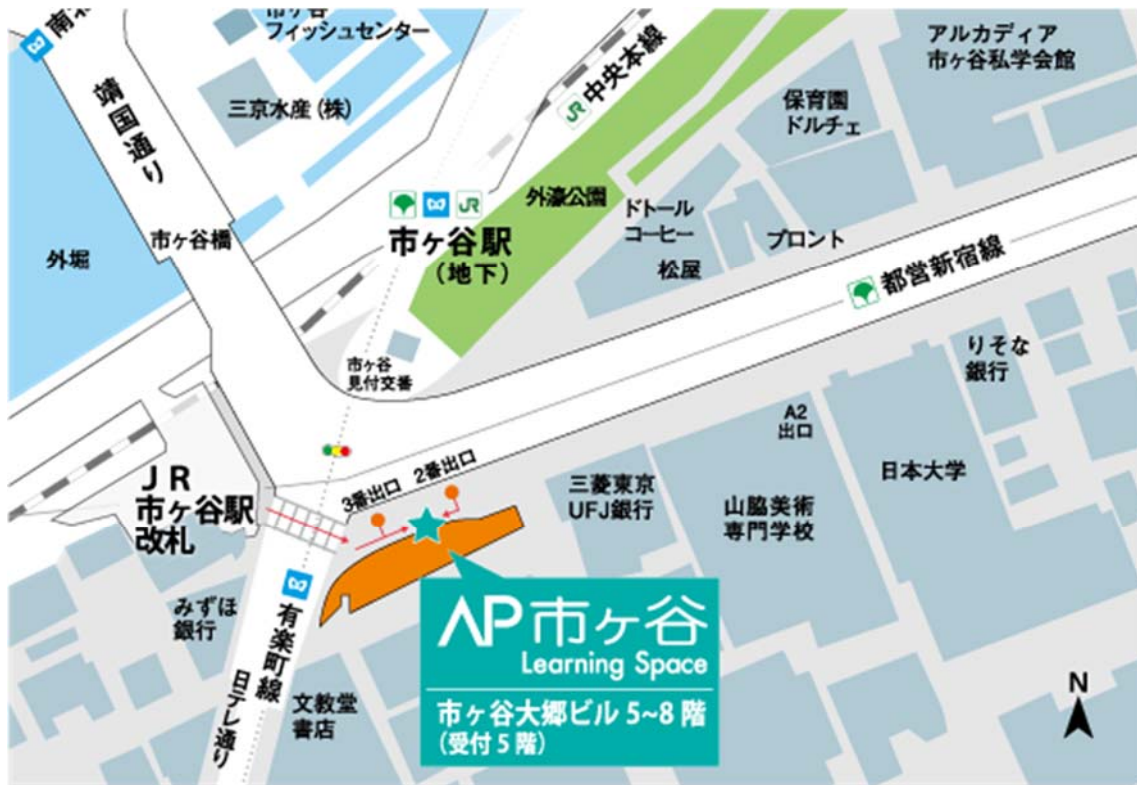 市ヶ谷
フィッシュセンター
三京水産(株)
靖国通り
市ヶ谷橋
外堀
JR
中央本線
アルカディア
市ヶ谷私学会館
保育園
ドルチェ
外濠公園
ドトール
コーヒー
松屋
プロント
JR
市ヶ谷駅
(地下)
都営新宿線
市ヶ谷
見付交番
りそな
銀行
A2
出口
日本大学
山脇美術
専門学校
三菱東京
UFJ銀行
3番出口
2番出口
JR
市ヶ谷駅
改札
みずほ
銀行
有楽町線
日テレ通り
文教堂
書店
AP市ヶ谷
Learning Space
市ヶ谷大郷ビル 5~8 階
(受付 5 階)
N